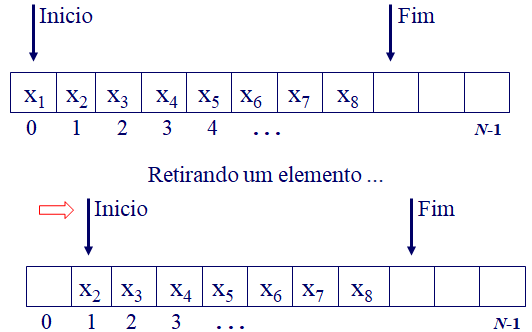 Inicio Fim
x₁ x₂ x₃ x₄ x₅ x₆ x₇ x₈
0 1 2 3 4 ... N-1
Retirando um elemento ...
Inicio Fim
x₂ x₃ x₄ x₅ x₆ x₇ x₈
0 1 2 3 ... N-1